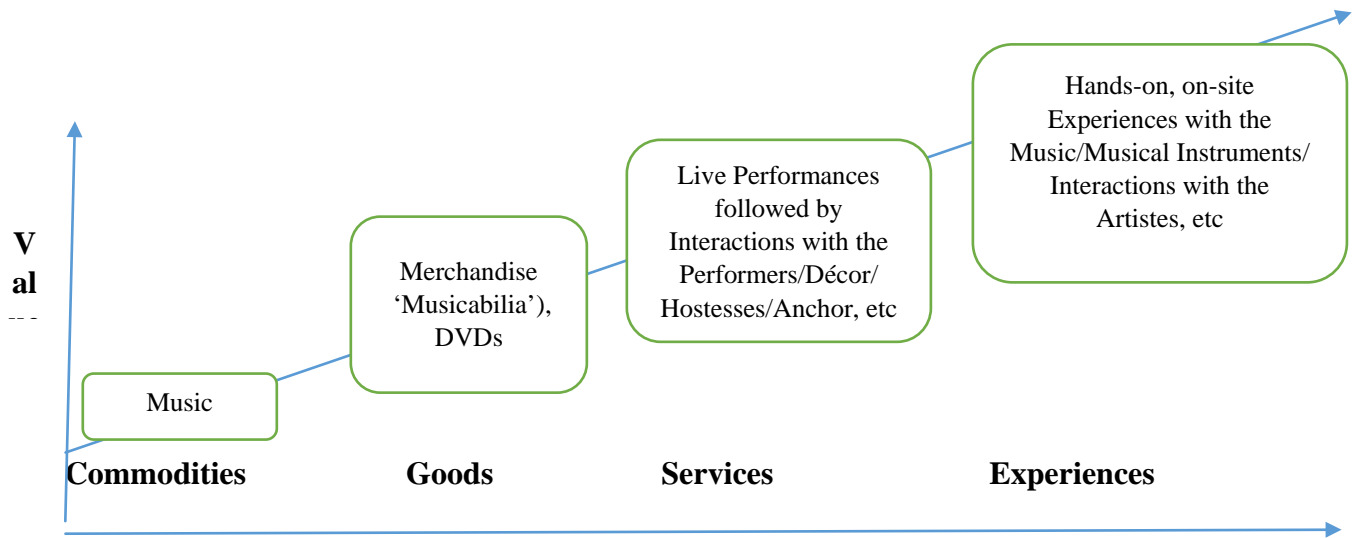 Hands-on, on-site
Experiences with the
Music/Musical Instruments/
Interactions with the
Artistes, etc
Live Performances
followed by
Interactions with the
Performers/Décor/
Hostesses/Anchor, etc
Merchandise
‘Musicabilia’),
DVDs
V
al
Music
Commodities
Goods
Services
Experiences